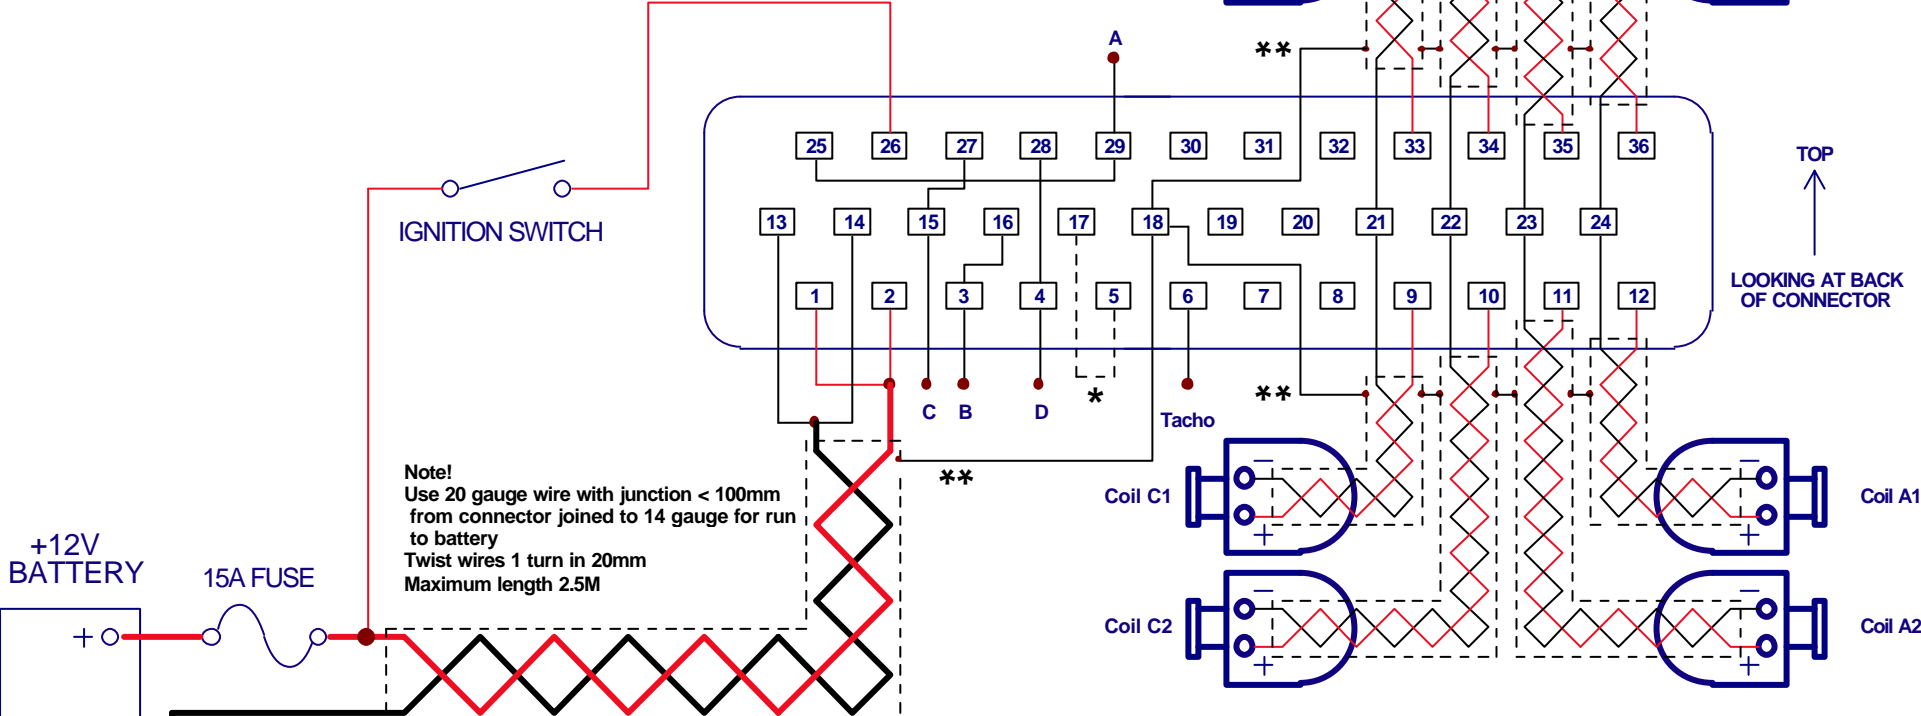 A
**
25 26 27 28 29 30 31 32 33 34 35 36
TOP
13 14 15 16 17 18 19 20 21 22 23 24
IGNITION SWITCH
LOOKING AT BACK
OF CONNECTOR
1 2 3 4 5 6 7 8 9 10 11 12
C B D * Tacho **
Note!
Use 20 gauge wire with junction < 100mm
from connector joined to 14 gauge for run
to battery
Twist wires 1 turn in 20mm
Maximum length 2.5M
**
Coil C1 − + − + Coil A1
+12V
BATTERY
15A FUSE
+
Coil C2 − + − + Coil A2